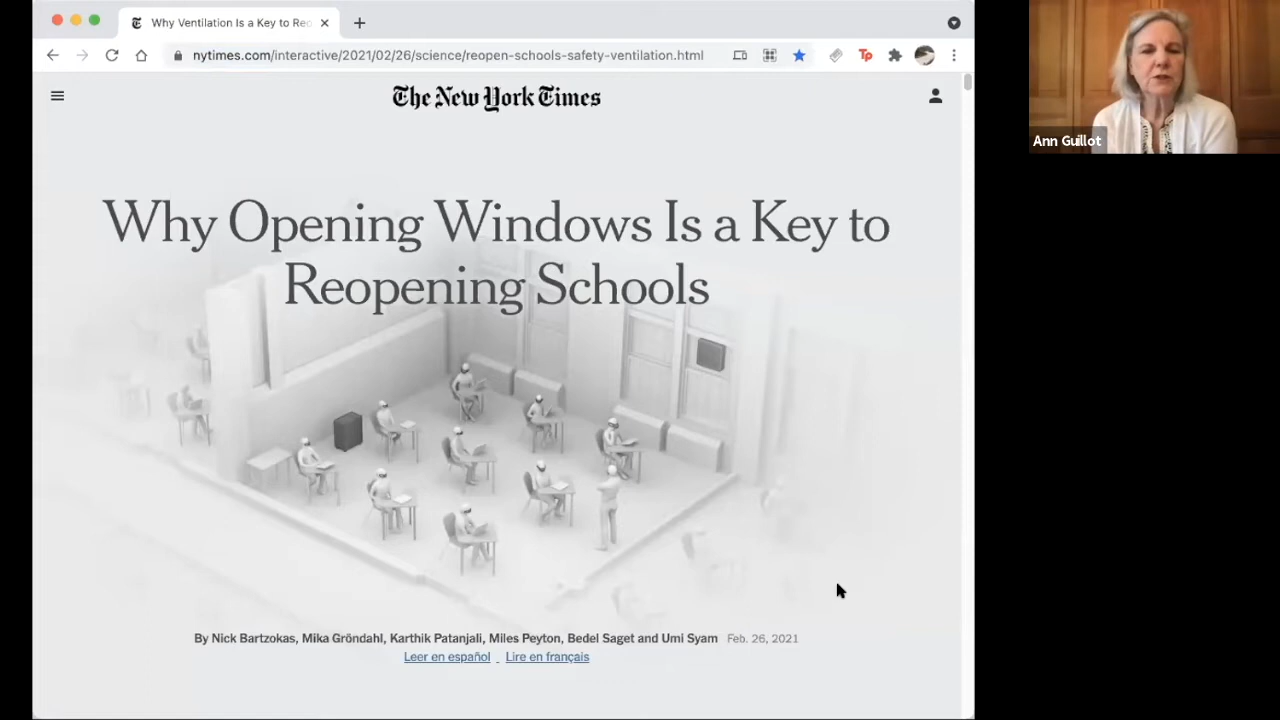 Why Ventilation Is a Key to Reo
nytimes.com/interactive/2021/02/26/science/reopen-schools-safety-ventilation.html
Tp
The New York Times
Why Opening Windows Is a Key to
Reopening Schools
By Nick Bartzokas, Mika Gröndahl, Karthik Patanjali, Miles Peyton, Bedel Saget and Umi Syam Feb. 26, 2021
Leer en español Lire en français
Ann Guillot